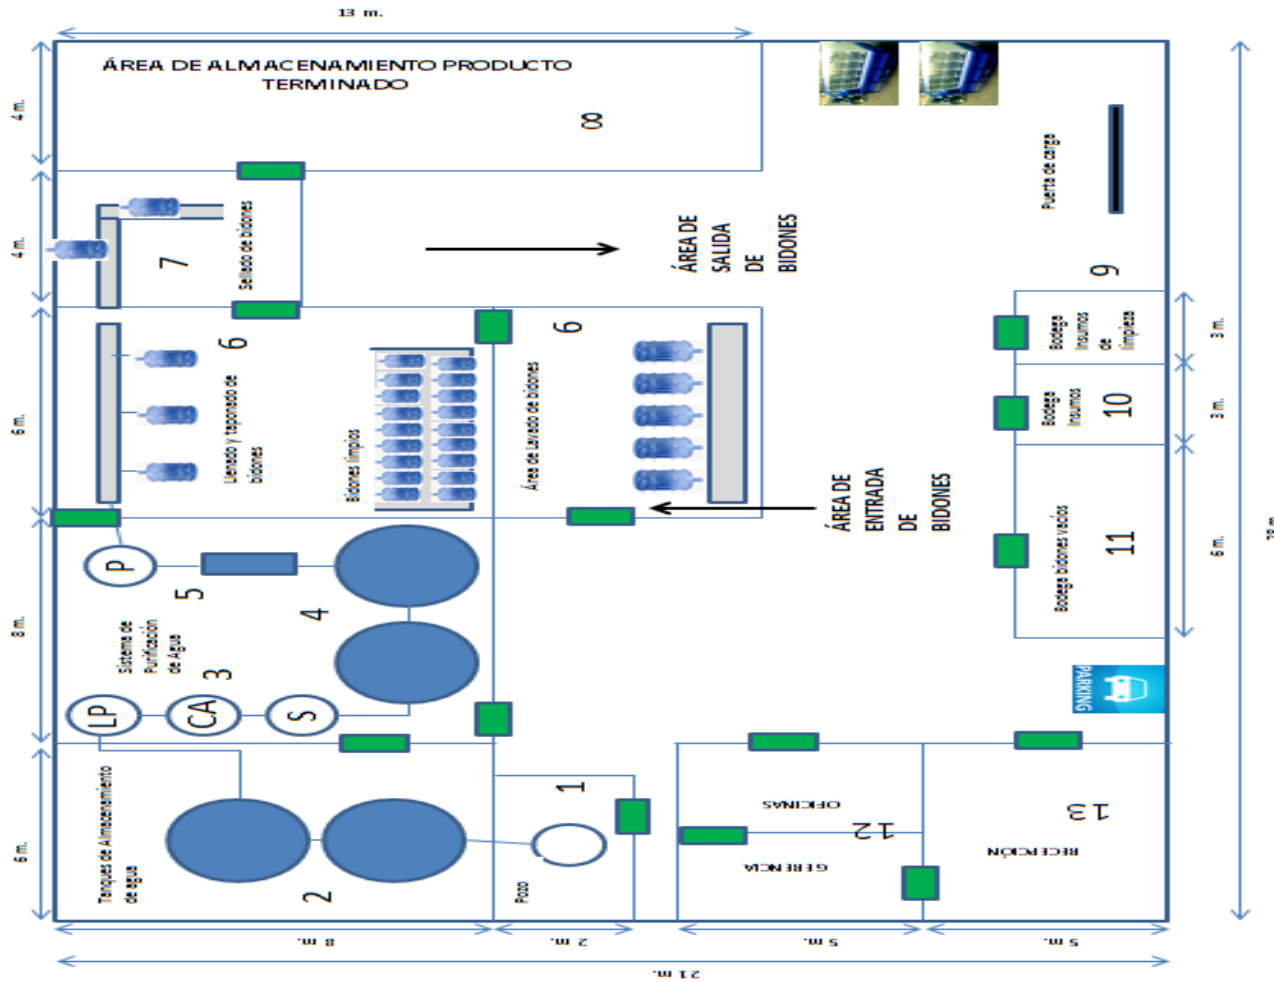 13 m.
ÁREA DE ALMACENAMIENTO PRODUCTO
TERMINADO
8
4 m.
4 m.
6 m.
8 m.
6 m.
7
Sellado de bidones
ÁREA DE
SALIDA
DE
BIDONES
Puerta de carga
9
6
Llenado y taponado de
bidones
Bidones limpios
Área de Lavado de bidones
6
Bodega
Insumos
de
limpieza
3 m.
Bodega
Insumos
10
3 m.
ÁREA DE
ENTRADA
DE
BIDONES
Bodega bidones vacíos
11
6 m.
28 m.
P
5
4
Sistema de
Purificación
de Agua
3
LP
CA
S
PARKING
Tanques de Almacenamiento
de agua
2
1
Pozo
OFICINAS
12
GERENCIA
13
RECEPCIÓN
8 m.
2 m.
5 m.
5 m.
21 m.